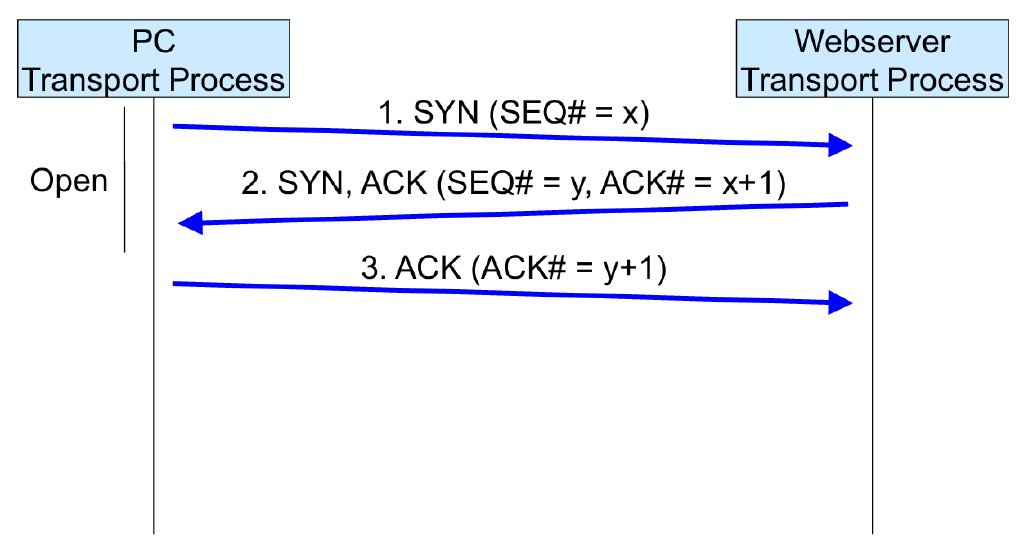 PC
Transport Process
Webserver
Transport Process
1. SYN (SEQ# = x)
Open
2. SYN, ACK (SEQ# = y, ACK# = x+1)
3. ACK (ACK# = y+1)